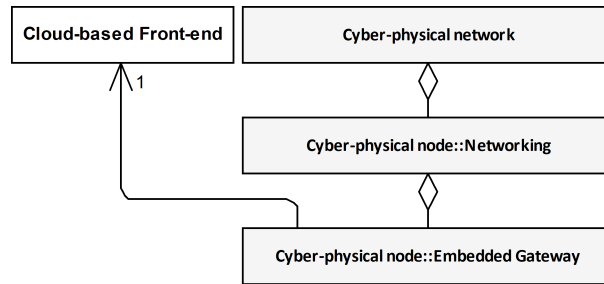 Cloud-based Front-end
Cyber-physical network
1
Cyber-physical node::Networking
Cyber-physical node::Embedded Gateway